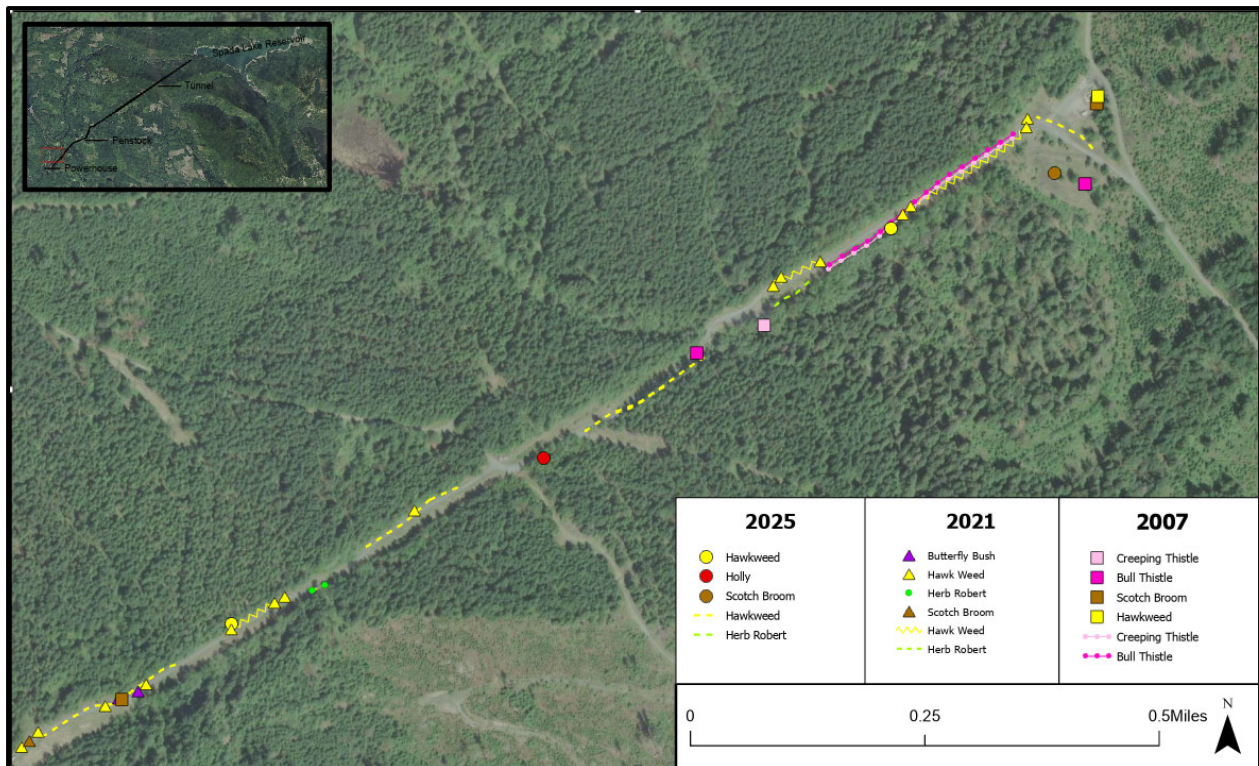 Spada Lake Reservoir
Tunnel
Penstock
Powerhouse
2025
Hawkweed
Holly
Scotch Broom
Hawkweed
Herb Robert
2021
Butterfly Bush
Hawk Weed
Herb Robert
Scotch Broom
Hawk Weed
Herb Robert
2007
Creeping Thistle
Bull Thistle
Scotch Broom
Hawkweed
Creeping Thistle
Bull Thistle
0 0.25 0.5Miles
N